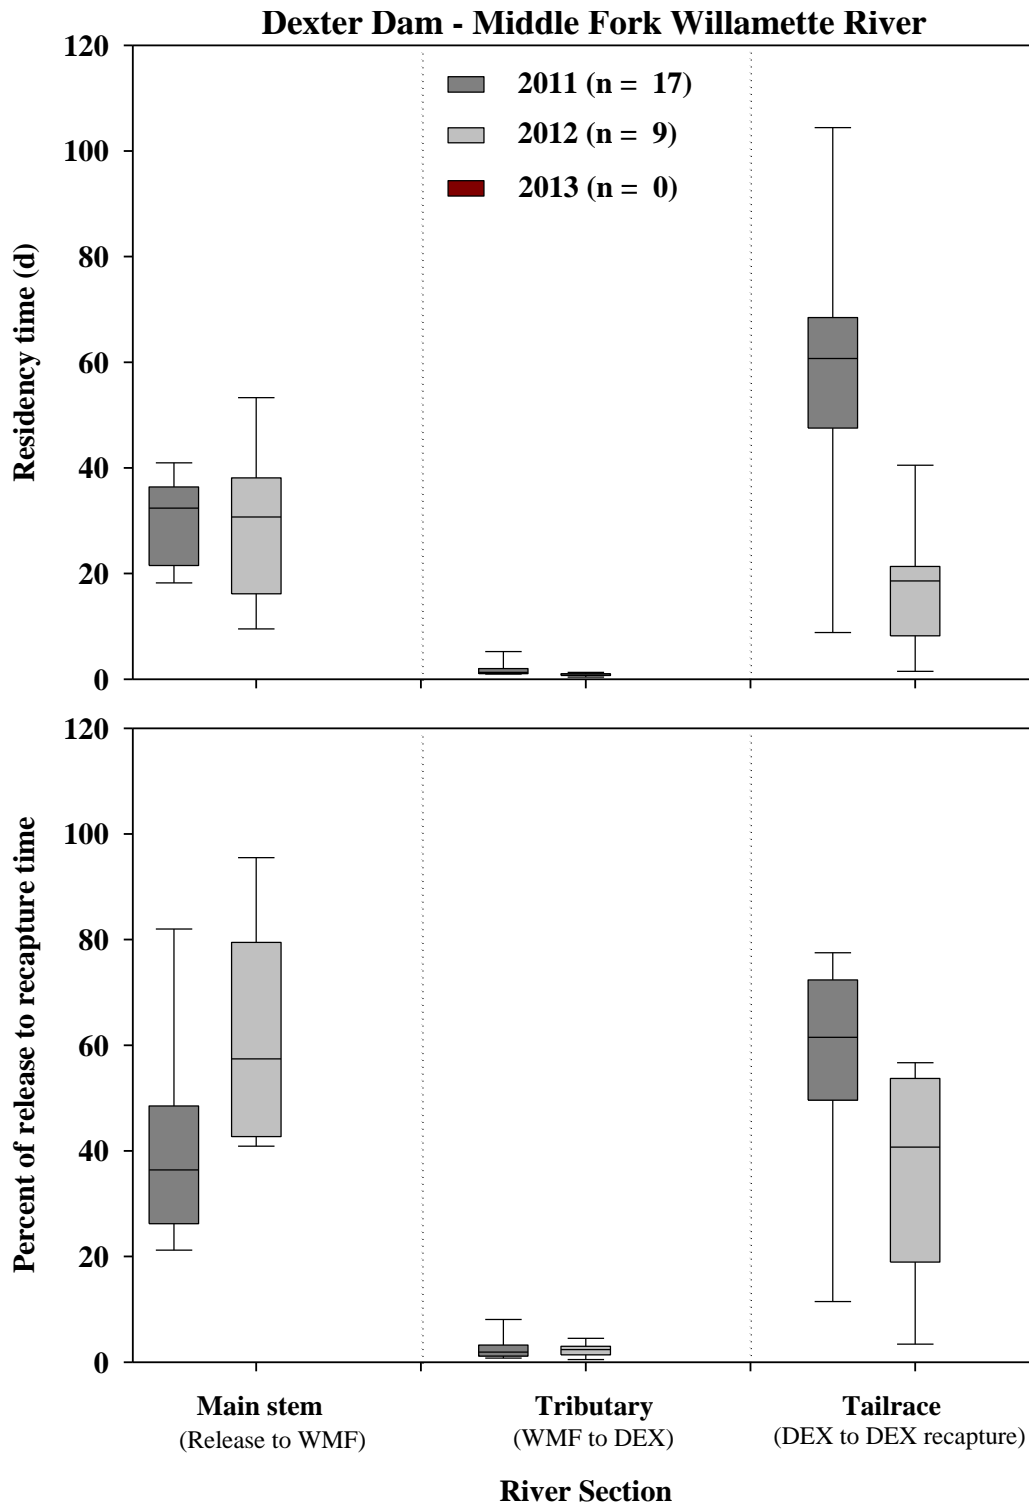 Dexter Dam - Middle Fork Willamette River
120
100
80
60
40
20
0
Residency time (d)
2011 (n = 17)
2012 (n = 9)
2013 (n = 0)
120
100
80
60
40
20
0
Percent of release to recapture time
Main stem
(Release to WMF)
Tributary
(WMF to DEX)
Tailrace
(DEX to DEX recapture)
River Section